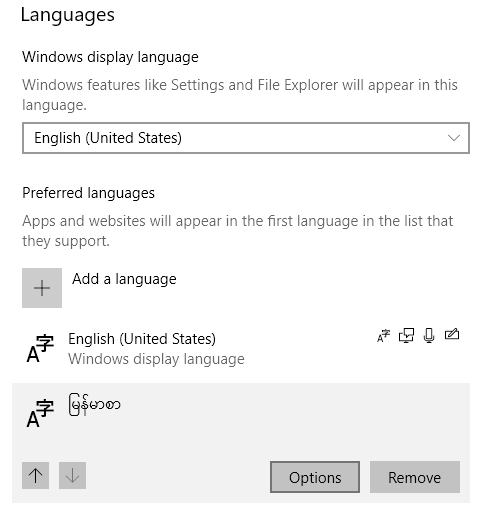 Languages
Windows display language
Windows features like Settings and File Explorer will appear in this
language.
English (United States)
Preferred languages
Apps and websites will appear in the first language in the list that
they support.
Add a language
English (United States)
Windows display language
မြန်မာစာ
Options
Remove